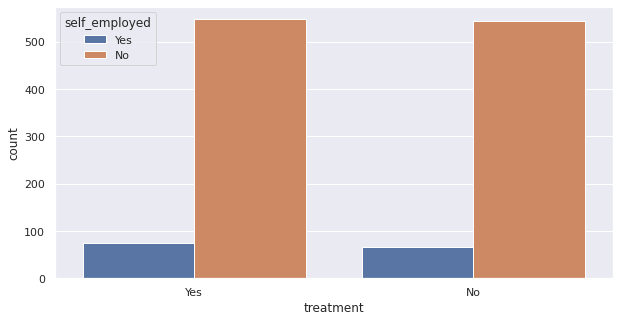 self_employed
Yes
No
500
400
300
200
100
0
count
Yes
No
treatment